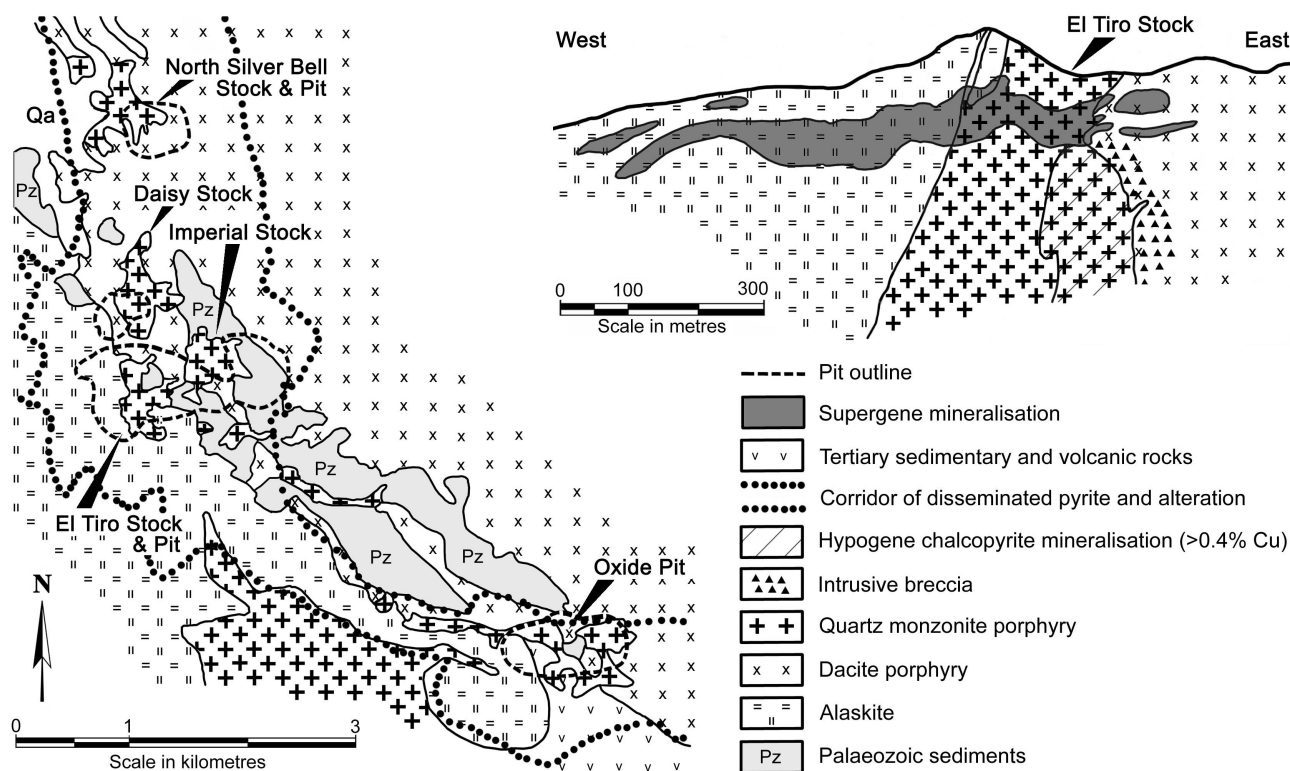 North Silver Bell
Stock & Pit
Qa
Pz
Daisy Stock
Imperial Stock
Pz
Pz
El Tiro Stock
& Pit
Pz
Pz
Oxide Pit
N
0 1 3
Scale in kilometres
West
El Tiro Stock
East
0 100 300
Scale in metres
Pit outline
Supergene mineralisation
Tertiary sedimentary and volcanic rocks
Corridor of disseminated pyrite and alteration
Hypogene chalcopyrite mineralisation (>0.4% Cu)
Intrusive breccia
Quartz monzonite porphyry
Dacite porphyry
Alaskite
Pz Palaeozoic sediments